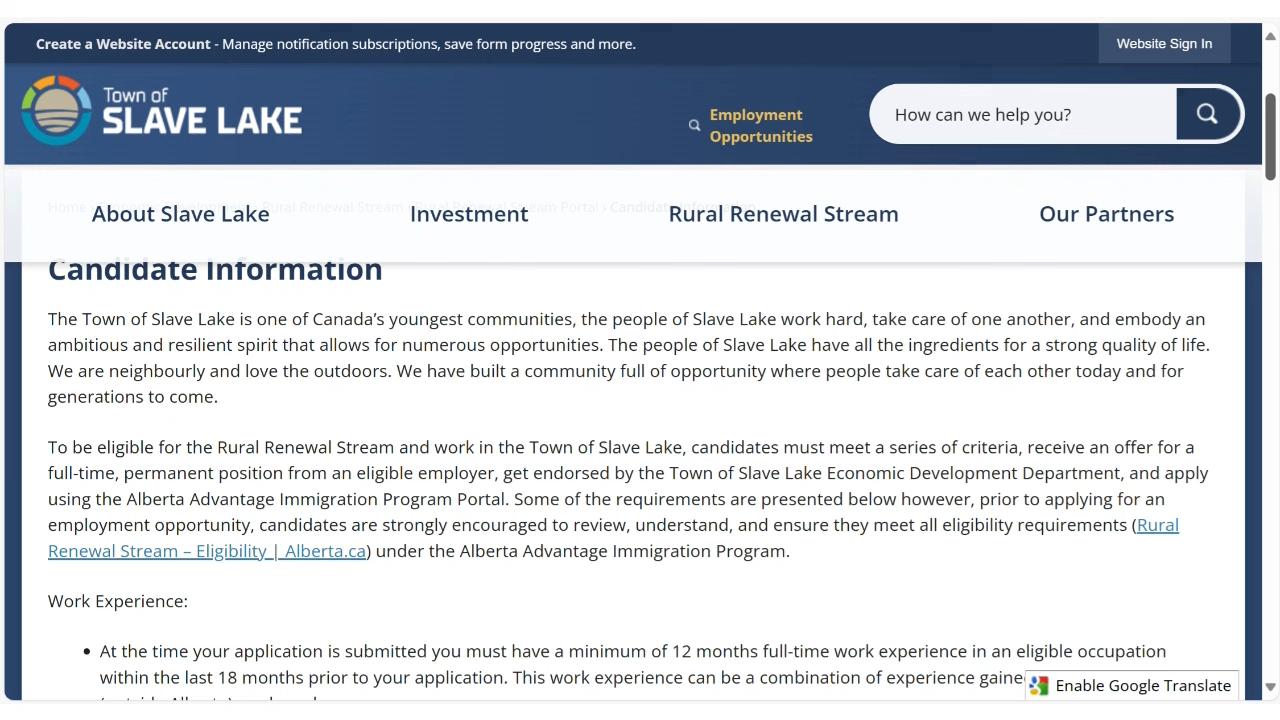 Create a Website Account - Manage notification subscriptions, save form progress and more.
Website Sign In
Town of
SLAVE LAKE
Employment
Opportunities
How can we help you?
Home › Economic Development › Rural Renewal Stream › Rural Renewal Stream Portal › Candidate Information
About Slave Lake
Investment
Rural Renewal Stream
Our Partners
Candidate Information
The Town of Slave Lake is one of Canada's youngest communities, the people of Slave Lake work hard, take care of one another, and embody an
ambitious and resilient spirit that allows for numerous opportunities. The people of Slave Lake have all the ingredients for a strong quality of life.
We are neighbourly and love the outdoors. We have built a community full of opportunity where people take care of each other today and for
generations to come.
To be eligible for the Rural Renewal Stream and work in the Town of Slave Lake, candidates must meet a series of criteria, receive an offer for a
full-time, permanent position from an eligible employer, get endorsed by the Town of Slave Lake Economic Development Department, and apply
using the Alberta Advantage Immigration Program Portal. Some of the requirements are presented below however, prior to applying for an
employment opportunity, candidates are strongly encouraged to review, understand, and ensure they meet all eligibility requirements (Rural
Renewal Stream – Eligibility | Alberta.ca) under the Alberta Advantage Immigration Program.
Work Experience:
• At the time your application is submitted you must have a minimum of 12 months full-time work experience in an eligible occupation
within the last 18 months prior to your application. This work experience can be a combination of experience gaine
Enable Google Translate